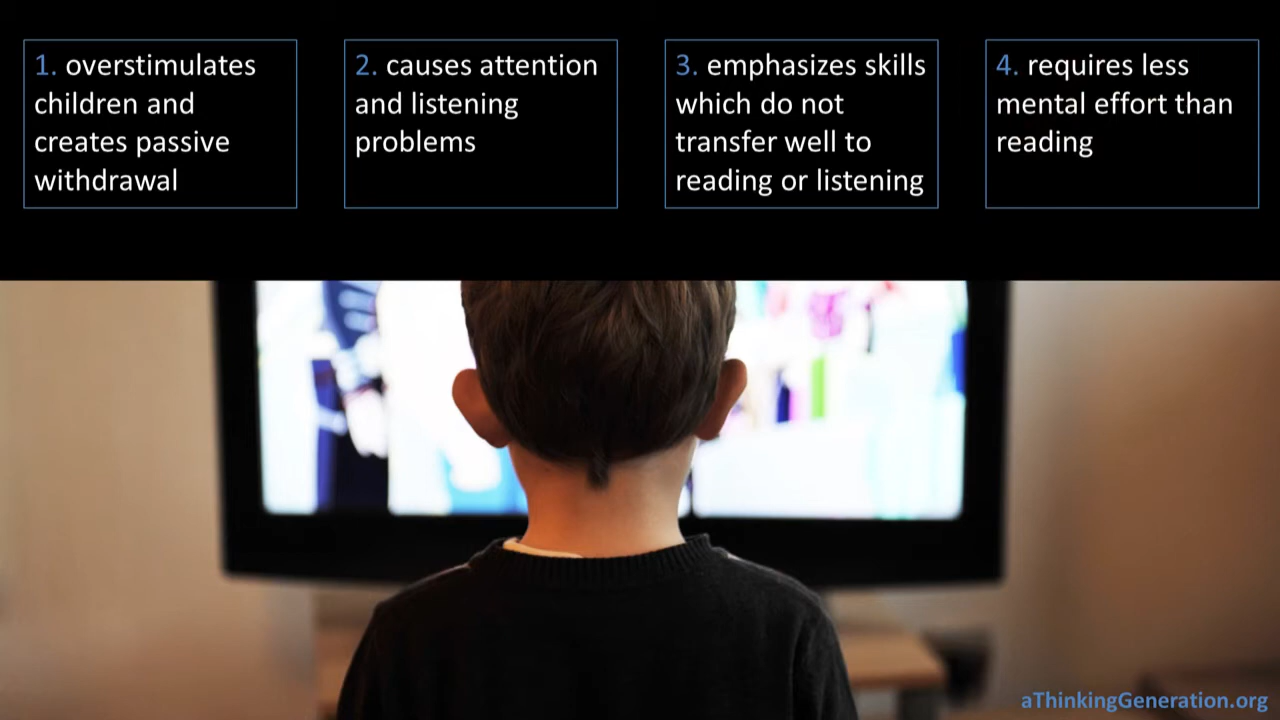 1. overstimulates
children and
creates passive
withdrawal
2. causes attention
and listening
problems
3. emphasizes skills
which do not
transfer well to
reading or listening
4. requires less
mental effort than
reading
aThinkingGeneration.org